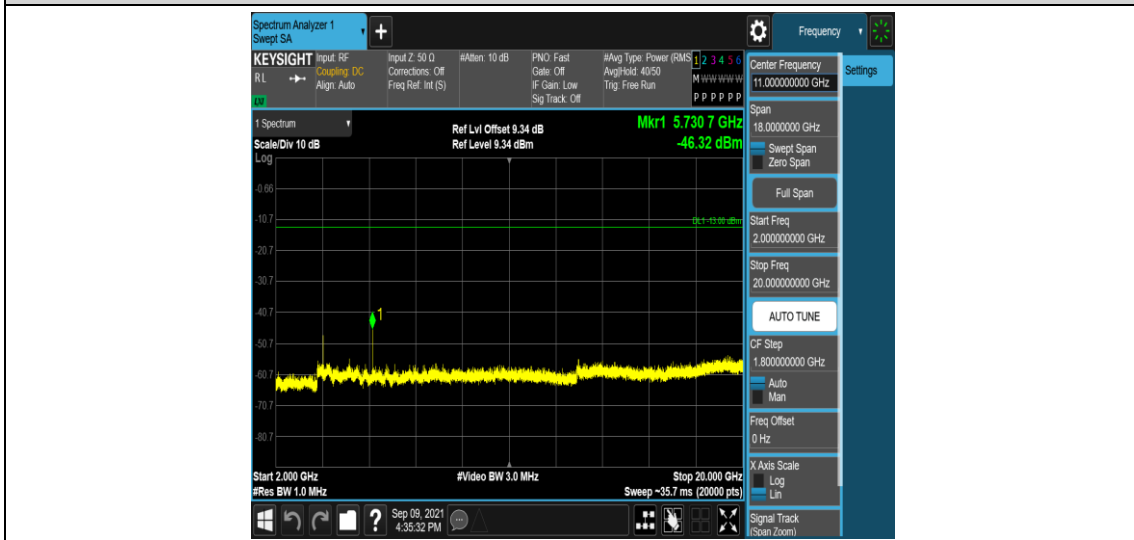 Spectrum Analyzer 1
Swept SA
+
Frequency
KEYSIGHT
RL
Input: RF
Coupling: DC
Align: Auto
Input Z: 50 Ω
Corrections: Off
Freq Ref: Int (S)
#Atten: 10 dB
PNO: Fast
Gate: Off
IF Gain: Low
Sig Track: Off
#Avg Type: Power (RMS
Avg|Hold: 40/50
Trig: Free Run
1 2 3 4 5 6
M W W W W W
P P P P P P
1 Spectrum
Scale/Div 10 dB
Log
Ref Lvl Offset 9.34 dB
Ref Level 9.34 dBm
Mkr1 5.730 7 GHz
-46.32 dBm
-0.66
-10.7
DL1 -13.00 dBm
-20.7
-30.7
-40.7
1
-50.7
-60.7
-70.7
-80.7
Start 2.000 GHz
#Res BW 1.0 MHz
#Video BW 3.0 MHz
Stop 20.000 GHz
Sweep ~35.7 ms (20000 pts)
Center Frequency
11.000000000 GHz
Settings
Span
18.0000000 GHz
Swept Span
Zero Span
Full Span
Start Freq
2.000000000 GHz
Stop Freq
20.000000000 GHz
AUTO TUNE
CF Step
1.800000000 GHz
Auto
Man
Freq Offset
0 Hz
X Axis Scale
Log
Lin
Signal Track
(Span Zoom)
?
Sep 09, 2021
4:35:32 PM